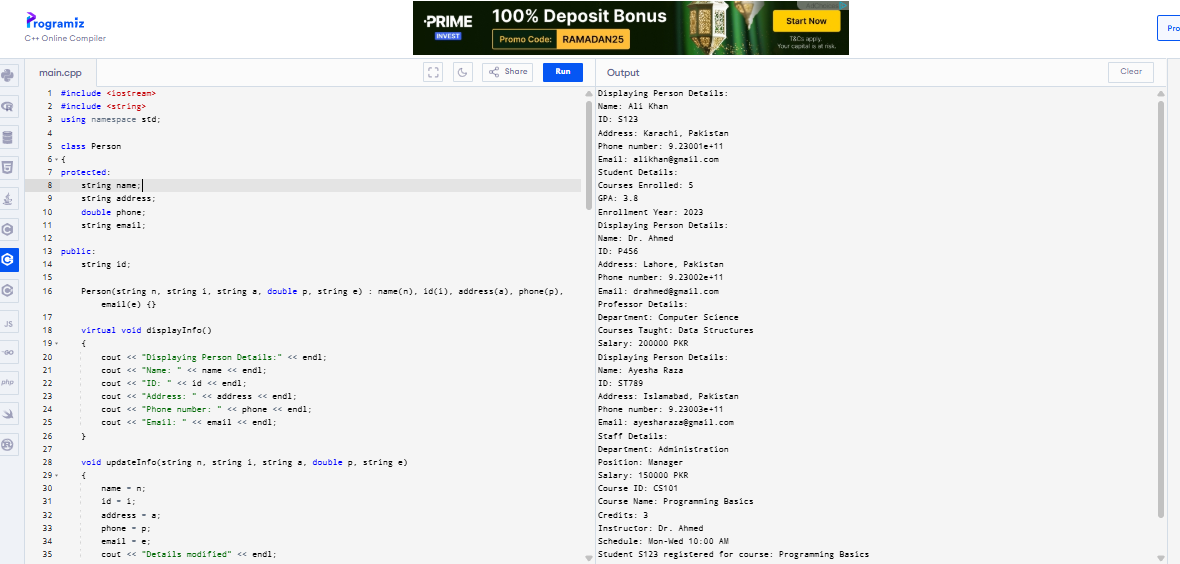 Programiz
C++ Online Compiler
PRIME
INVEST
100% Deposit Bonus
Promo Code: RAMADAN25
Start Now
T&Cs apply.
Your capital is at risk.
Pro
main.cpp
Share
Run
Output
Clear
1 #include <iostream>
2 #include <string>
3 using namespace std;
4
5 class Person
6 {
7 protected:
8 string name;
9 string address;
10 double phone;
11 string email;
12
13 public:
14 string id;
15
16 Person(string n, string i, string a, double p, string e) : name(n), id(i), address(a), phone(p),
email(e) {}
17
18 virtual void displayInfo()
19 {
20 cout << "Displaying Person Details:" << endl;
21 cout << "Name: " << name << endl;
22 cout << "ID: " << id << endl;
23 cout << "Address: " << address << endl;
24 cout << "Phone number: " << phone << endl;
25 cout << "Email: " << email << endl;
26 }
27
28 void updateInfo(string n, string i, string a, double p, string e)
29 {
30 name = n;
31 id = i;
32 address = a;
33 phone = p;
34 email = e;
35 cout << "Details modified" << endl;
Displaying Person Details:
Name: Ali Khan
ID: S123
Address: Karachi, Pakistan
Phone number: 9.23001e+11
Email: alikhan@gmail.com
Student Details:
Courses Enrolled: 5
GPA: 3.8
Enrollment Year: 2023
Displaying Person Details:
Name: Dr. Ahmed
ID: P456
Address: Lahore, Pakistan
Phone number: 9.23002e+11
Email: drahmed@gmail.com
Professor Details:
Department: Computer Science
Courses Taught: Data Structures
Salary: 200000 PKR
Displaying Person Details:
Name: Ayesha Raza
ID: ST789
Address: Islamabad, Pakistan
Phone number: 9.23003e+11
Email: ayesharaza@gmail.com
Staff Details:
Department: Administration
Position: Manager
Salary: 150000 PKR
Course ID: CS101
Course Name: Programming Basics
Credits: 3
Instructor: Dr. Ahmed
Schedule: Mon-Wed 10:00 AM
Student S123 registered for course: Programming Basics
JS
GO
php